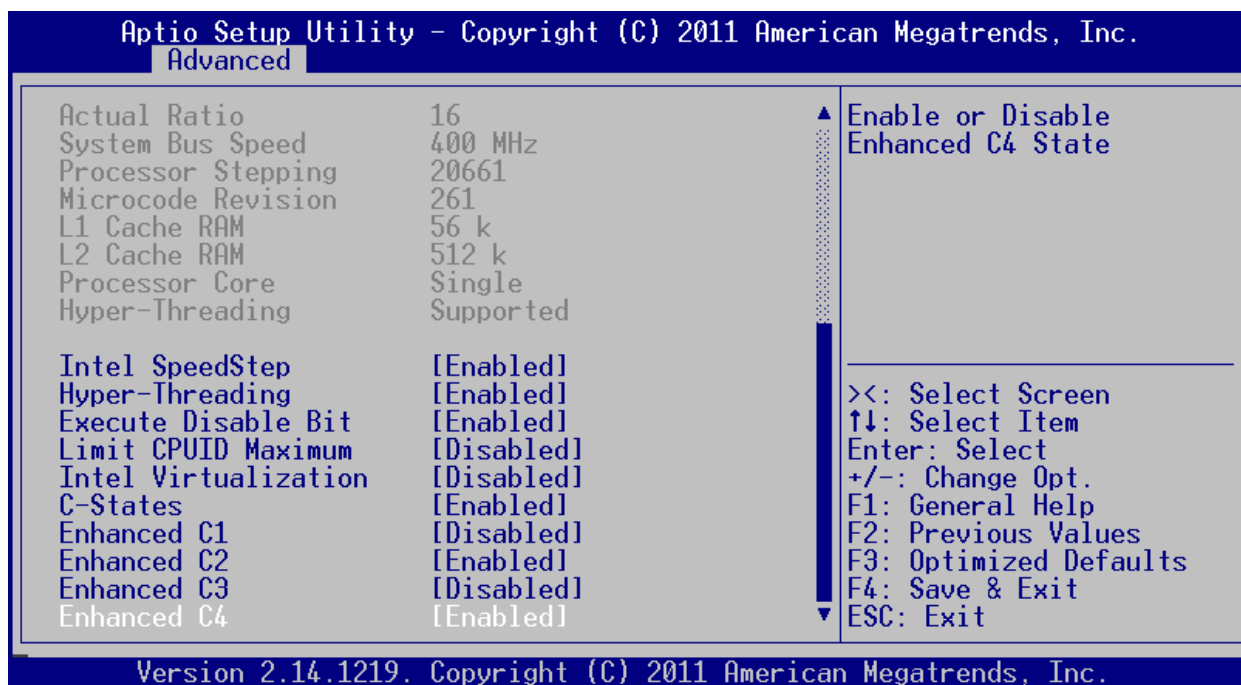 Aptio Setup Utility - Copyright (C) 2011 American Megatrends, Inc.
Advanced
Actual Ratio 16
System Bus Speed 400 MHz
Processor Stepping 20661
Microcode Revision 261
L1 Cache RAM 56 k
L2 Cache RAM 512 k
Processor Core Single
Hyper-Threading Supported
Intel SpeedStep [Enabled]
Hyper-Threading [Enabled]
Execute Disable Bit [Enabled]
Limit CPUID Maximum [Disabled]
Intel Virtualization [Disabled]
C-States [Enabled]
Enhanced C1 [Disabled]
Enhanced C2 [Enabled]
Enhanced C3 [Disabled]
Enhanced C4 [Enabled]
Enable or Disable
Enhanced C4 State
><: Select Screen
↑↓: Select Item
Enter: Select
+/-: Change Opt.
F1: General Help
F2: Previous Values
F3: Optimized Defaults
F4: Save & Exit
ESC: Exit
Version 2.14.1219. Copyright (C) 2011 American Megatrends, Inc.